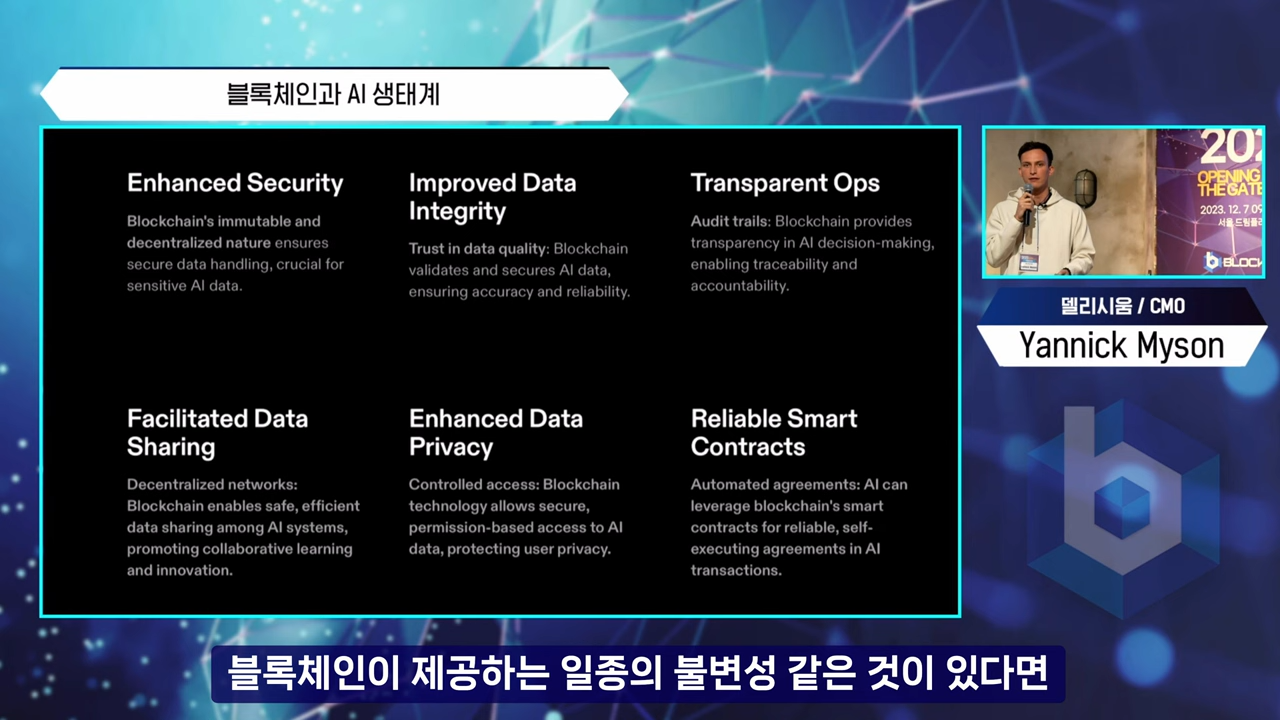 블록체인과 AI 생태계
Enhanced Security
Blockchain's immutable and
decentralized nature ensures
secure data handling, crucial for
sensitive AI data.
Improved Data
Integrity
Trust in data quality: Blockchain
validates and secures AI data,
ensuring accuracy and reliability.
Transparent Ops
Audit trails: Blockchain provides
transparency in AI decision-making,
enabling traceability and
accountability.
Facilitated Data
Sharing
Decentralized networks:
Blockchain enables safe, efficient
data sharing among AI systems,
promoting collaborative learning
and innovation.
Enhanced Data
Privacy
Controlled access: Blockchain
technology allows secure,
permission-based access to AI
data, protecting user privacy.
Reliable Smart
Contracts
Automated agreements: AI can
leverage blockchain's smart
contracts for reliable, self-
executing agreements in AI
transactions.
202
OPENING
THE GATE
2023. 12. 7 09
서울 드림플
BLOCK
델리시움 / CMO
Yannick Myson
블록체인이 제공하는 일종의 불변성 같은 것이 있다면